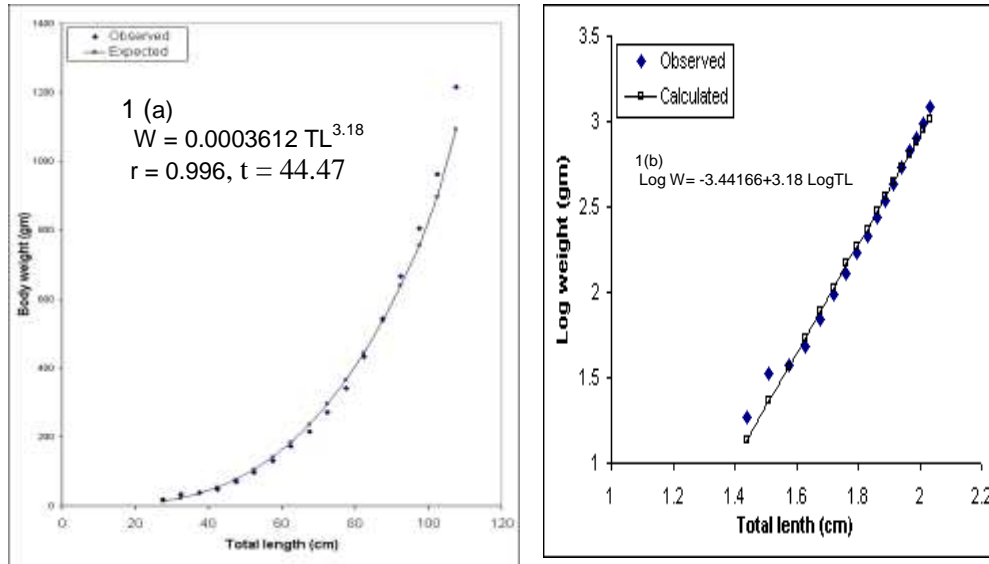 1400
1200
1000
800
600
400
200
0
0
20
40
60
80
100
120
Body weight (gm)
Total length (cm)
Observed
Expected
1 (a)
W = 0.0003612 TL^3.18
r = 0.996, t = 44.47
3.5
3
2.5
2
1.5
1
1
1.2
1.4
1.6
1.8
2
2.2
Log weight (gm)
Total lenth (cm)
Observed
Calculated
1(b)
Log W= -3.44166+3.18 LogTL